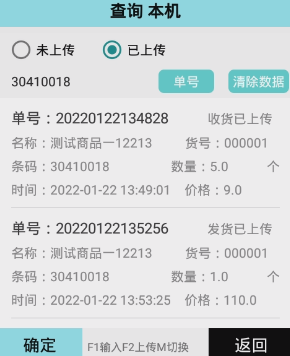 查询 本机
未上传 已上传
30410018 单号 清除数据
单号：20220122134828 收货已上传
名称：测试商品一12213 货号：000001
条码：30410018 数量：5.0 个
时间：2022-01-22 13:49:01 价格：9.0
单号：20220122135256 发货已上传
名称：测试商品一12213 货号：000001
条码：30410018 数量：1.0 个
时间：2022-01-22 13:53:25 价格：110.0
确定 F1输入F2上传M切换 返回